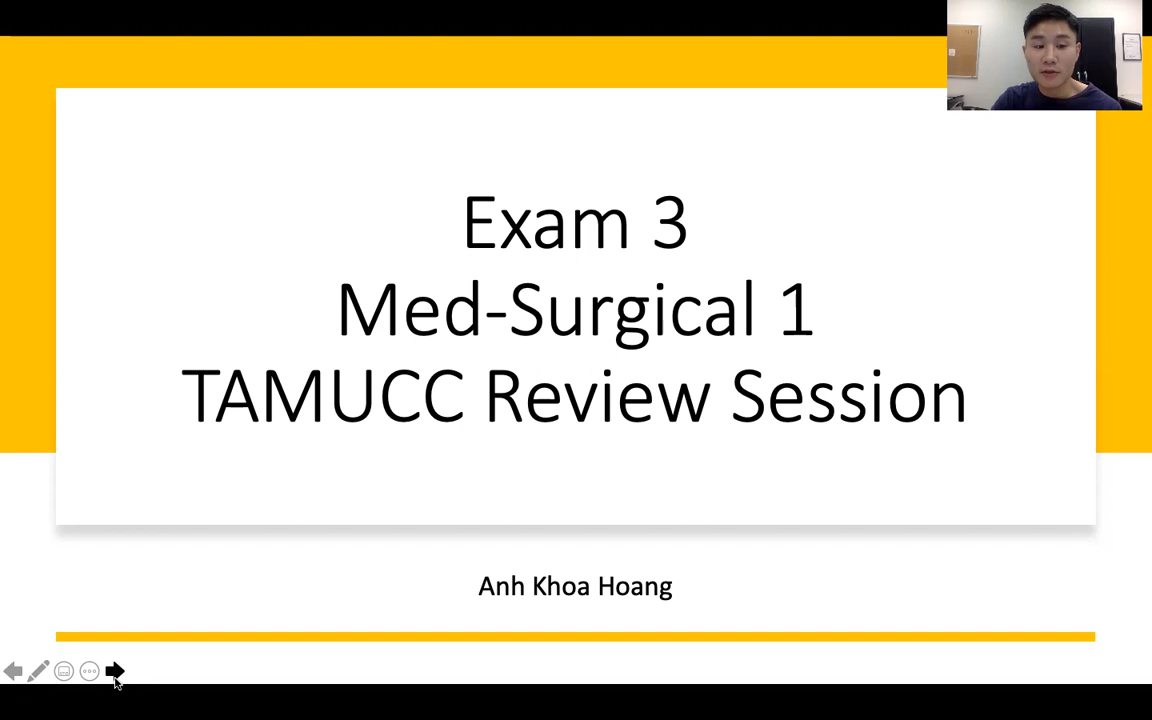 Exam 3
Med-Surgical 1
TAMUCC Review Session
Anh Khoa Hoang